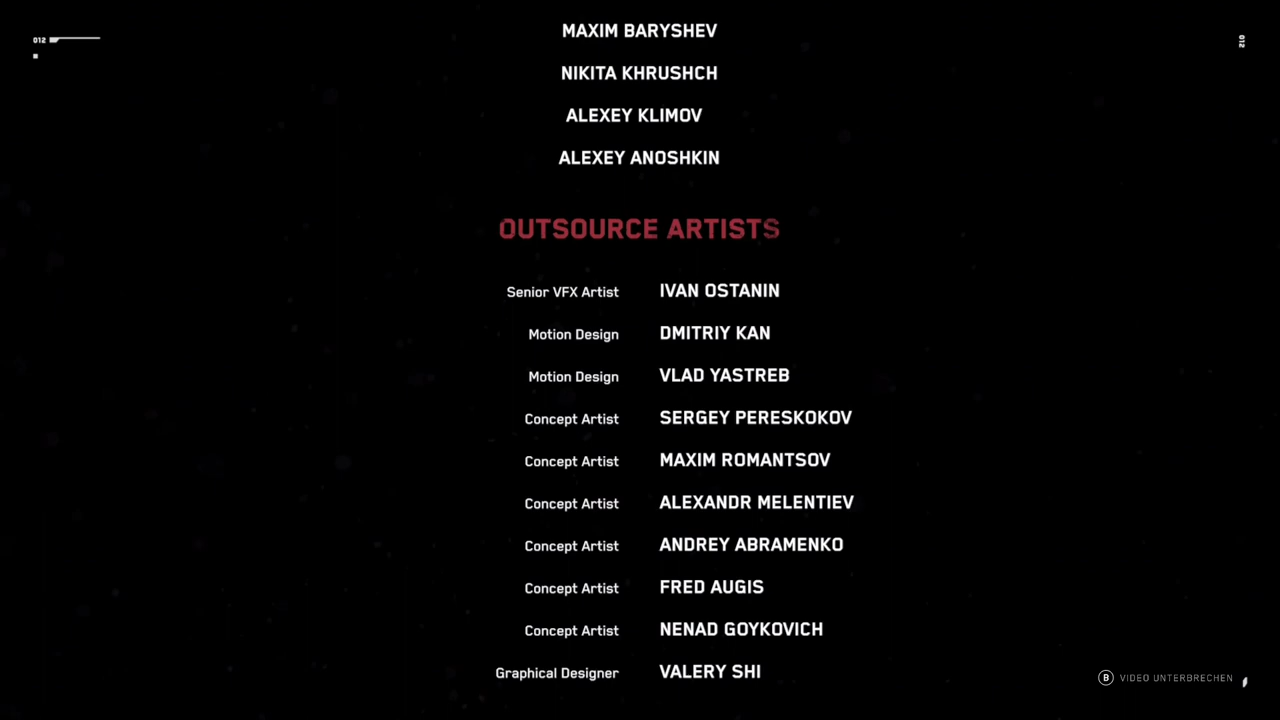 012
012
MAXIM BARYSHEV
NIKITA KHRUSHCH
ALEXEY KLIMOV
ALEXEY ANOSHKIN
OUTSOURCE ARTISTS
Senior VFX Artist IVAN OSTANIN
Motion Design DMITRIY KAN
Motion Design VLAD YASTREB
Concept Artist SERGEY PERESKOKOV
Concept Artist MAXIM ROMANTSOV
Concept Artist ALEXANDR MELENTIEV
Concept Artist ANDREY ABRAMENKO
Concept Artist FRED AUGIS
Concept Artist NENAD GOYKOVICH
Graphical Designer VALERY SHI
B VIDEO UNTERBRECHEN